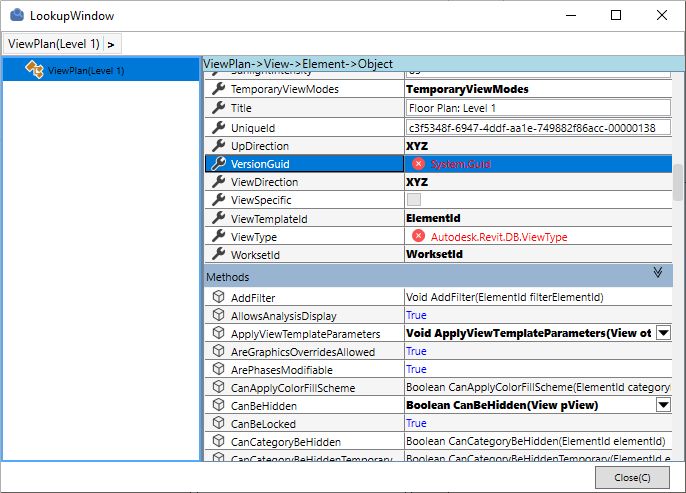 LookupWindow
ViewPlan(Level 1) >
ViewPlan(Level 1)
ViewPlan->View->Element->Object
SunlightIntensity
TemporaryViewModes TemporaryViewModes
Title Floor Plan: Level 1
UniqueId c3f5348f-6947-4ddf-aa1e-749882f86acc-00000138
UpDirection XYZ
VersionGuid System.Guid
ViewDirection XYZ
ViewSpecific
ViewTemplateId ElementId
ViewType Autodesk.Revit.DB.ViewType
WorksetId WorksetId
Methods
AddFilter Void AddFilter(ElementId filterElementId)
AllowsAnalysisDisplay True
ApplyViewTemplateParameters Void ApplyViewTemplateParameters(View ot
AreGraphicsOverridesAllowed True
ArePhasesModifiable True
CanApplyColorFillScheme Boolean CanApplyColorFillScheme(ElementId category
CanBeHidden Boolean CanBeHidden(View pView)
CanBeLocked True
CanCategoryBeHidden Boolean CanCategoryBeHidden(ElementId elementId)
CanCategoryBeHiddenTemporary Boolean CanCategoryBeHiddenTemporary(ElementId e
Close(C)